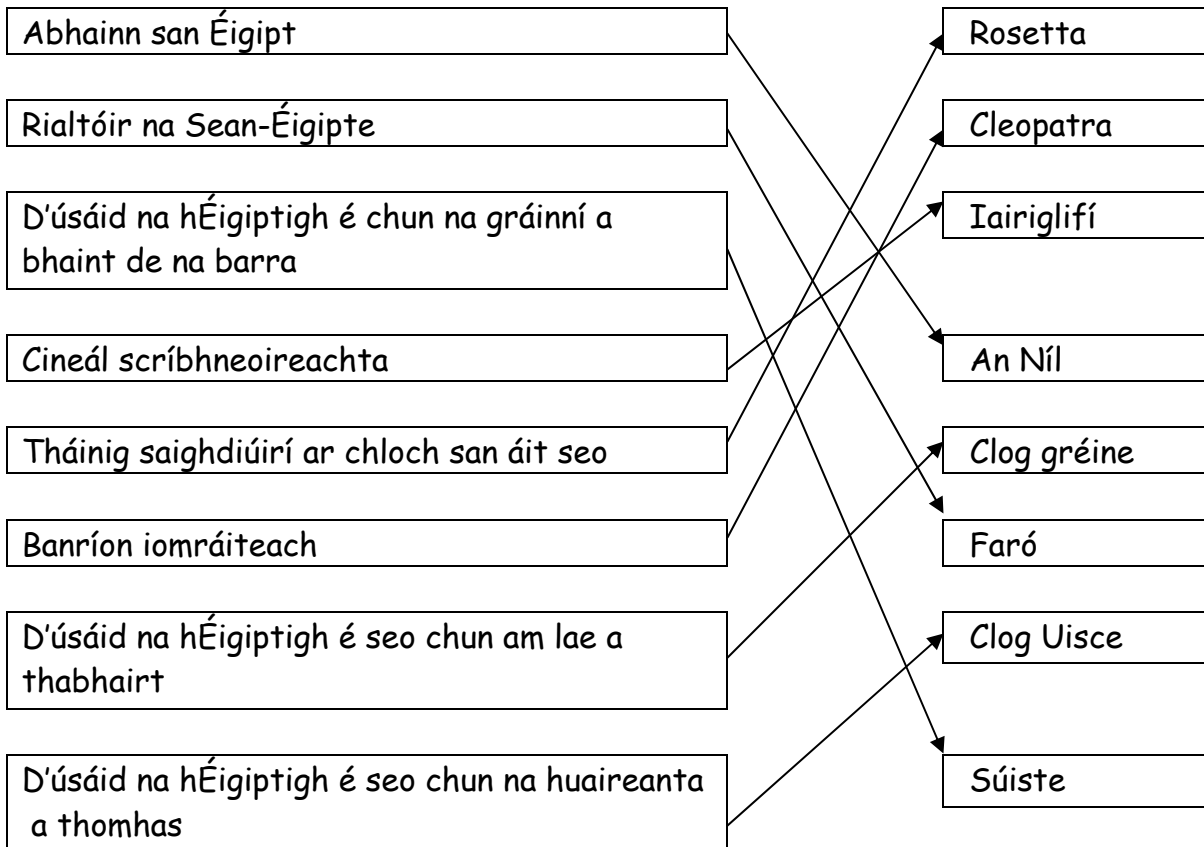 Abhainn san Éigipt
Rialtóir na Sean-Éigipte
D'úsáid na hÉigiptigh é chun na gráinní a
bhaint de na barra
Cineál scríbhneoireachta
Tháinig saighdiúirí ar chloch san áit seo
Banríon iomráiteach
D'úsáid na hÉigiptigh é seo chun am lae a
thabhairt
D'úsáid na hÉigiptigh é seo chun na huaireanta
a thomhas
Rosetta
Cleopatra
Iairiglifí
An Níl
Clog gréine
Faró
Clog Uisce
Súiste